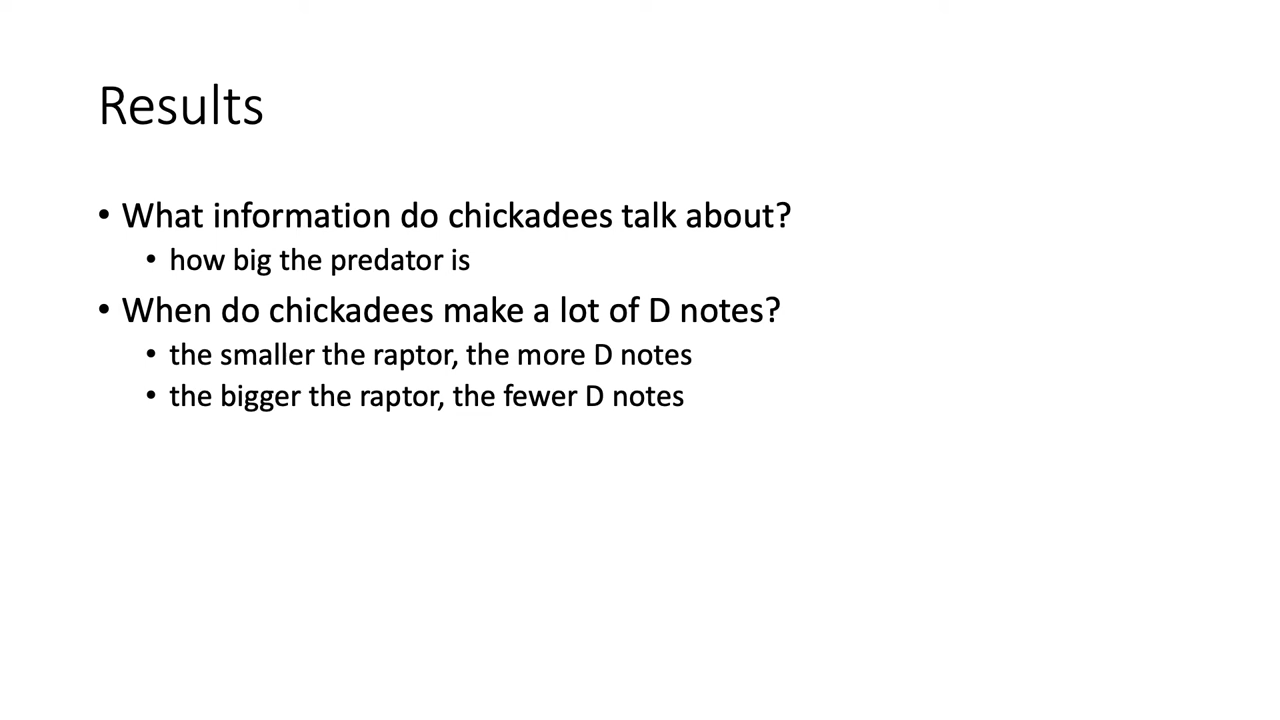 Results
• What information do chickadees talk about?
• how big the predator is
• When do chickadees make a lot of D notes?
• the smaller the raptor, the more D notes
• the bigger the raptor, the fewer D notes